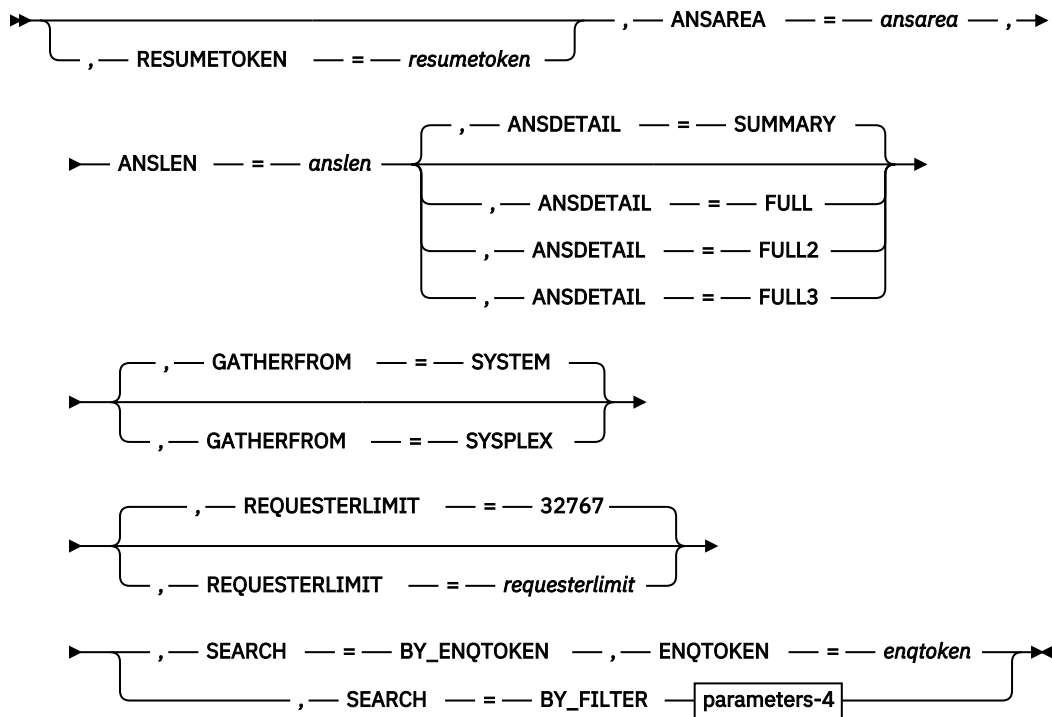 , ANSAREA = ansarea ,
, RESUMETOKEN = resumetoken
, ANSDETAIL = SUMMARY
ANSLEN = anslen
, ANSDETAIL = FULL
, ANSDETAIL = FULL2
, ANSDETAIL = FULL3
, GATHERFROM = SYSTEM
, GATHERFROM = SYSPLEX
, REQUESTERLIMIT = 32767
, REQUESTERLIMIT = requesterlimit
, SEARCH = BY_ENQTOKEN , ENQTOKEN = enqtoken
, SEARCH = BY_FILTER parameters-4